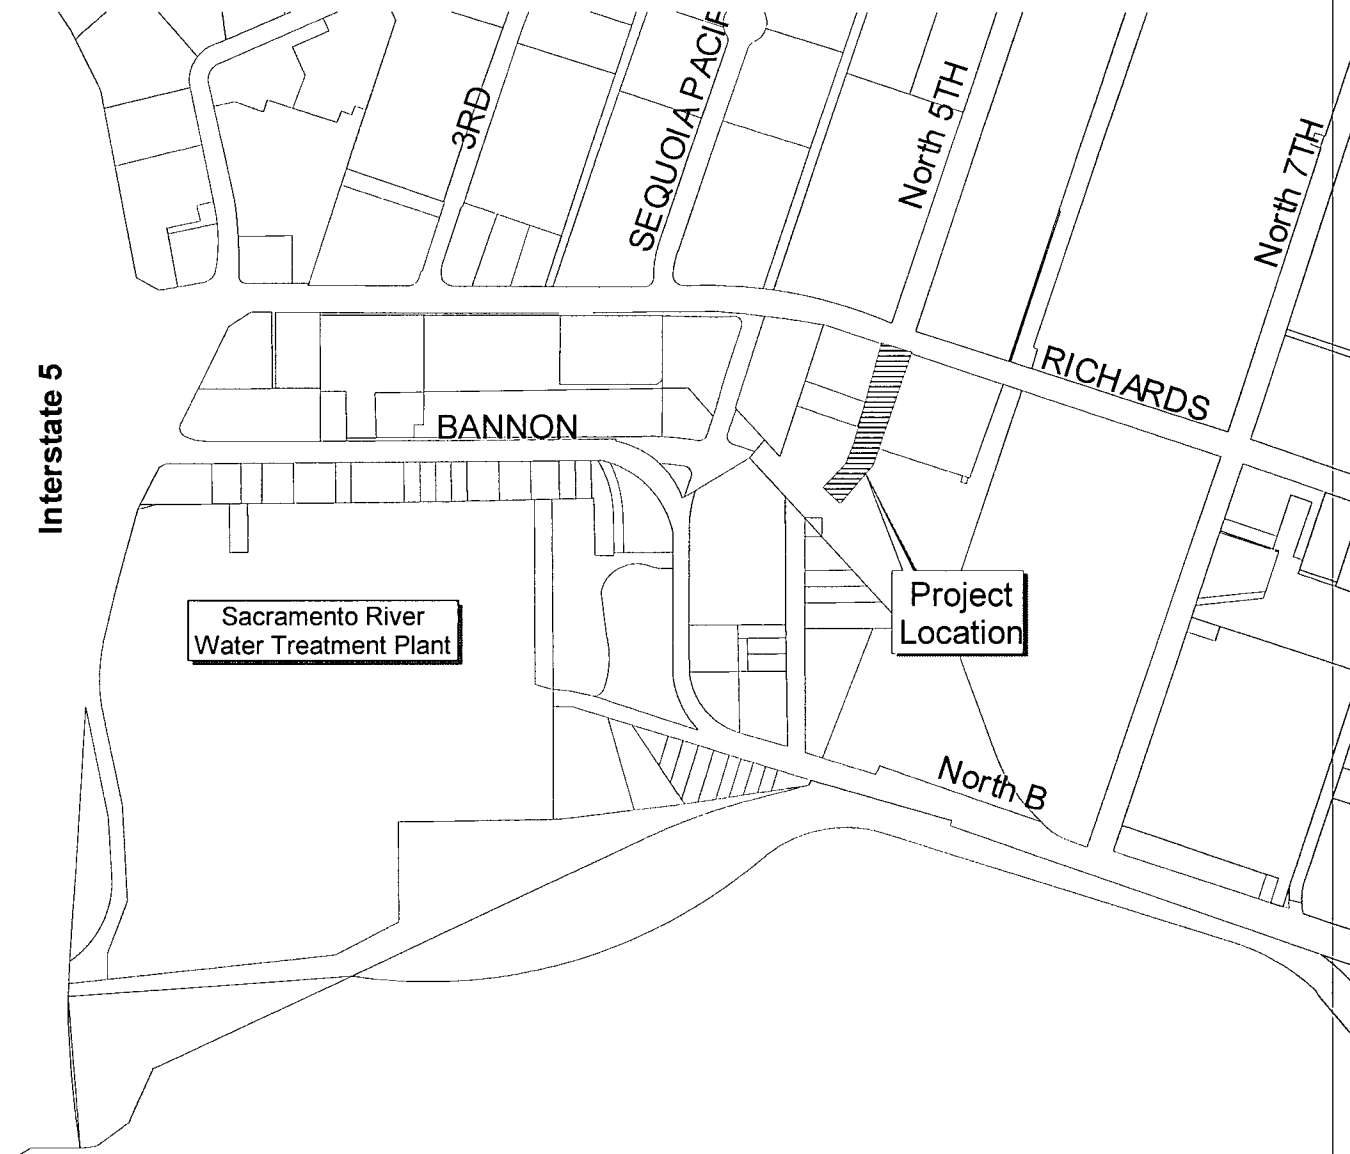 3RD
SEQUOIA PACIF
North 5TH
North 7TH
RICHARDS
Interstate 5
BANNON
Project
Location
Sacramento River
Water Treatment Plant
North B